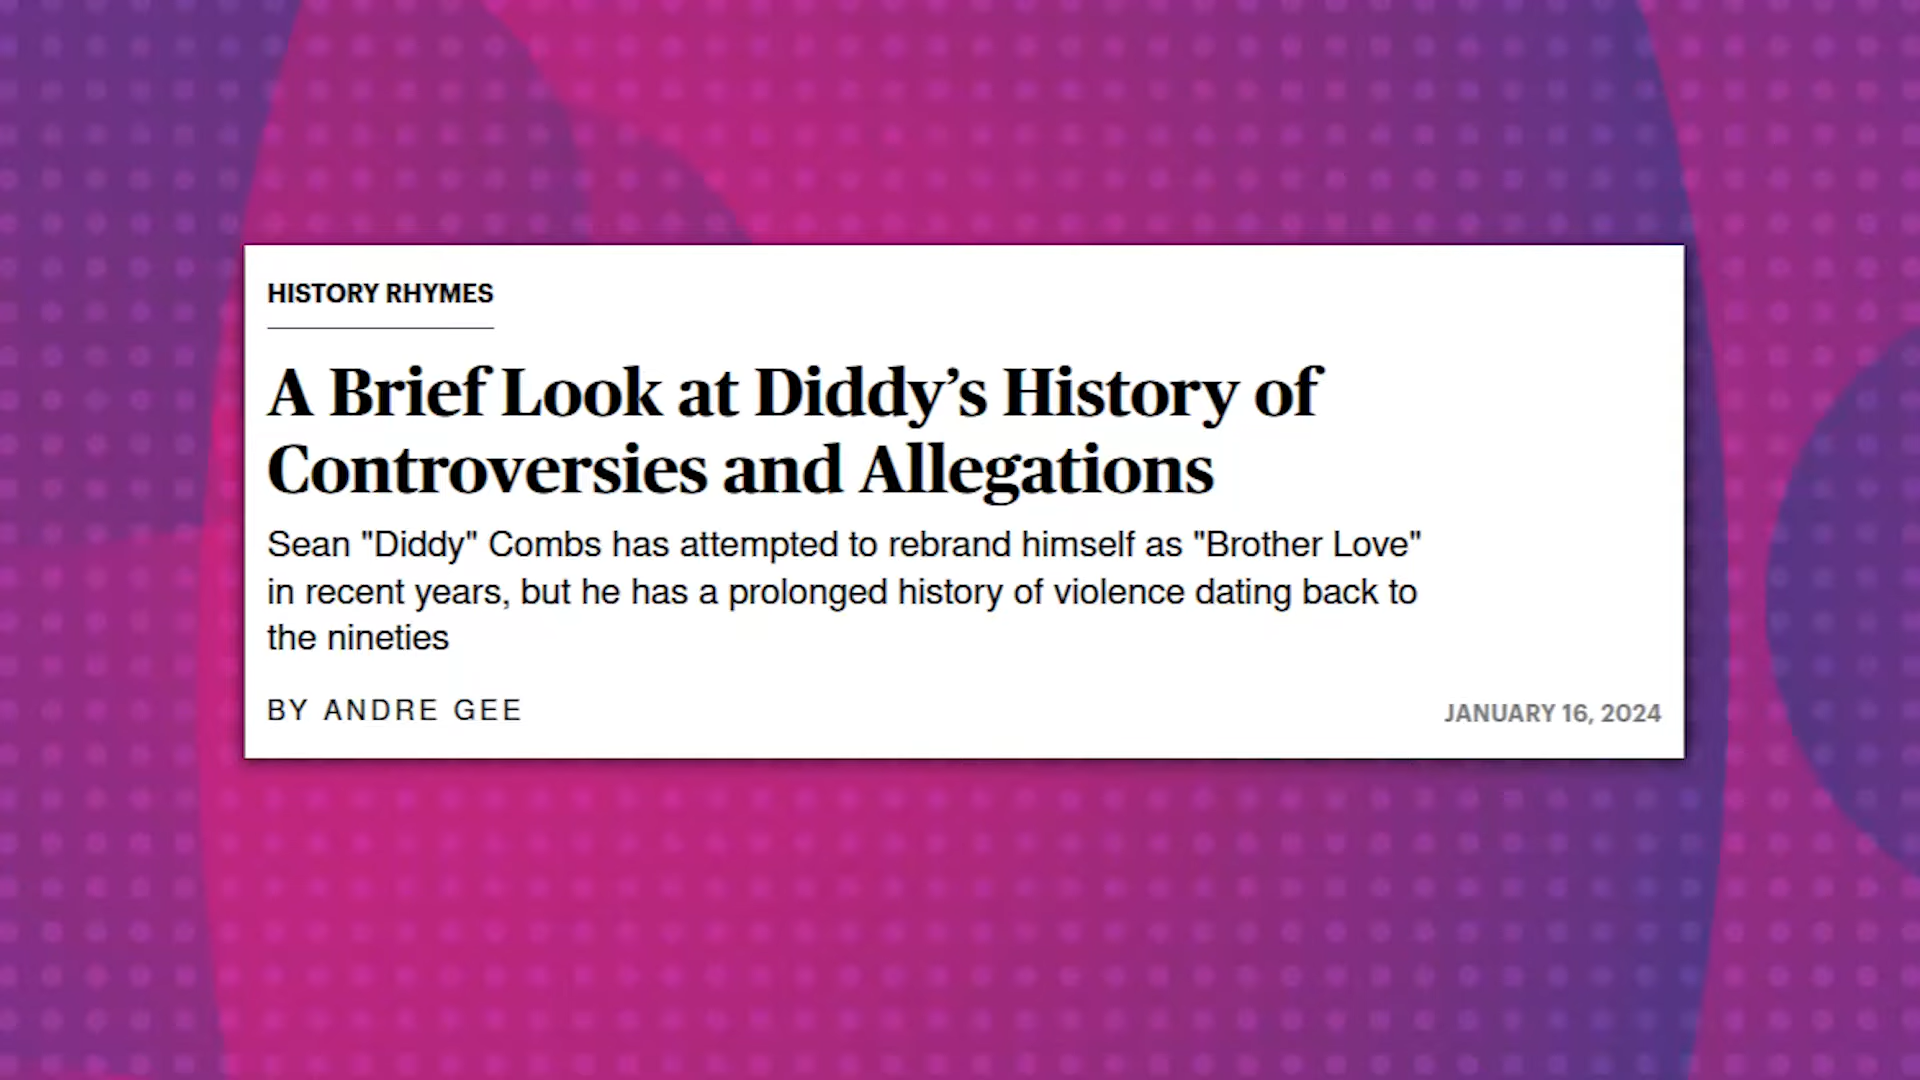 HISTORY RHYMES
A Brief Look at Diddy’s History of
Controversies and Allegations
Sean "Diddy" Combs has attempted to rebrand himself as "Brother Love"
in recent years, but he has a prolonged history of violence dating back to
the nineties
BY ANDRE GEE
JANUARY 16, 2024